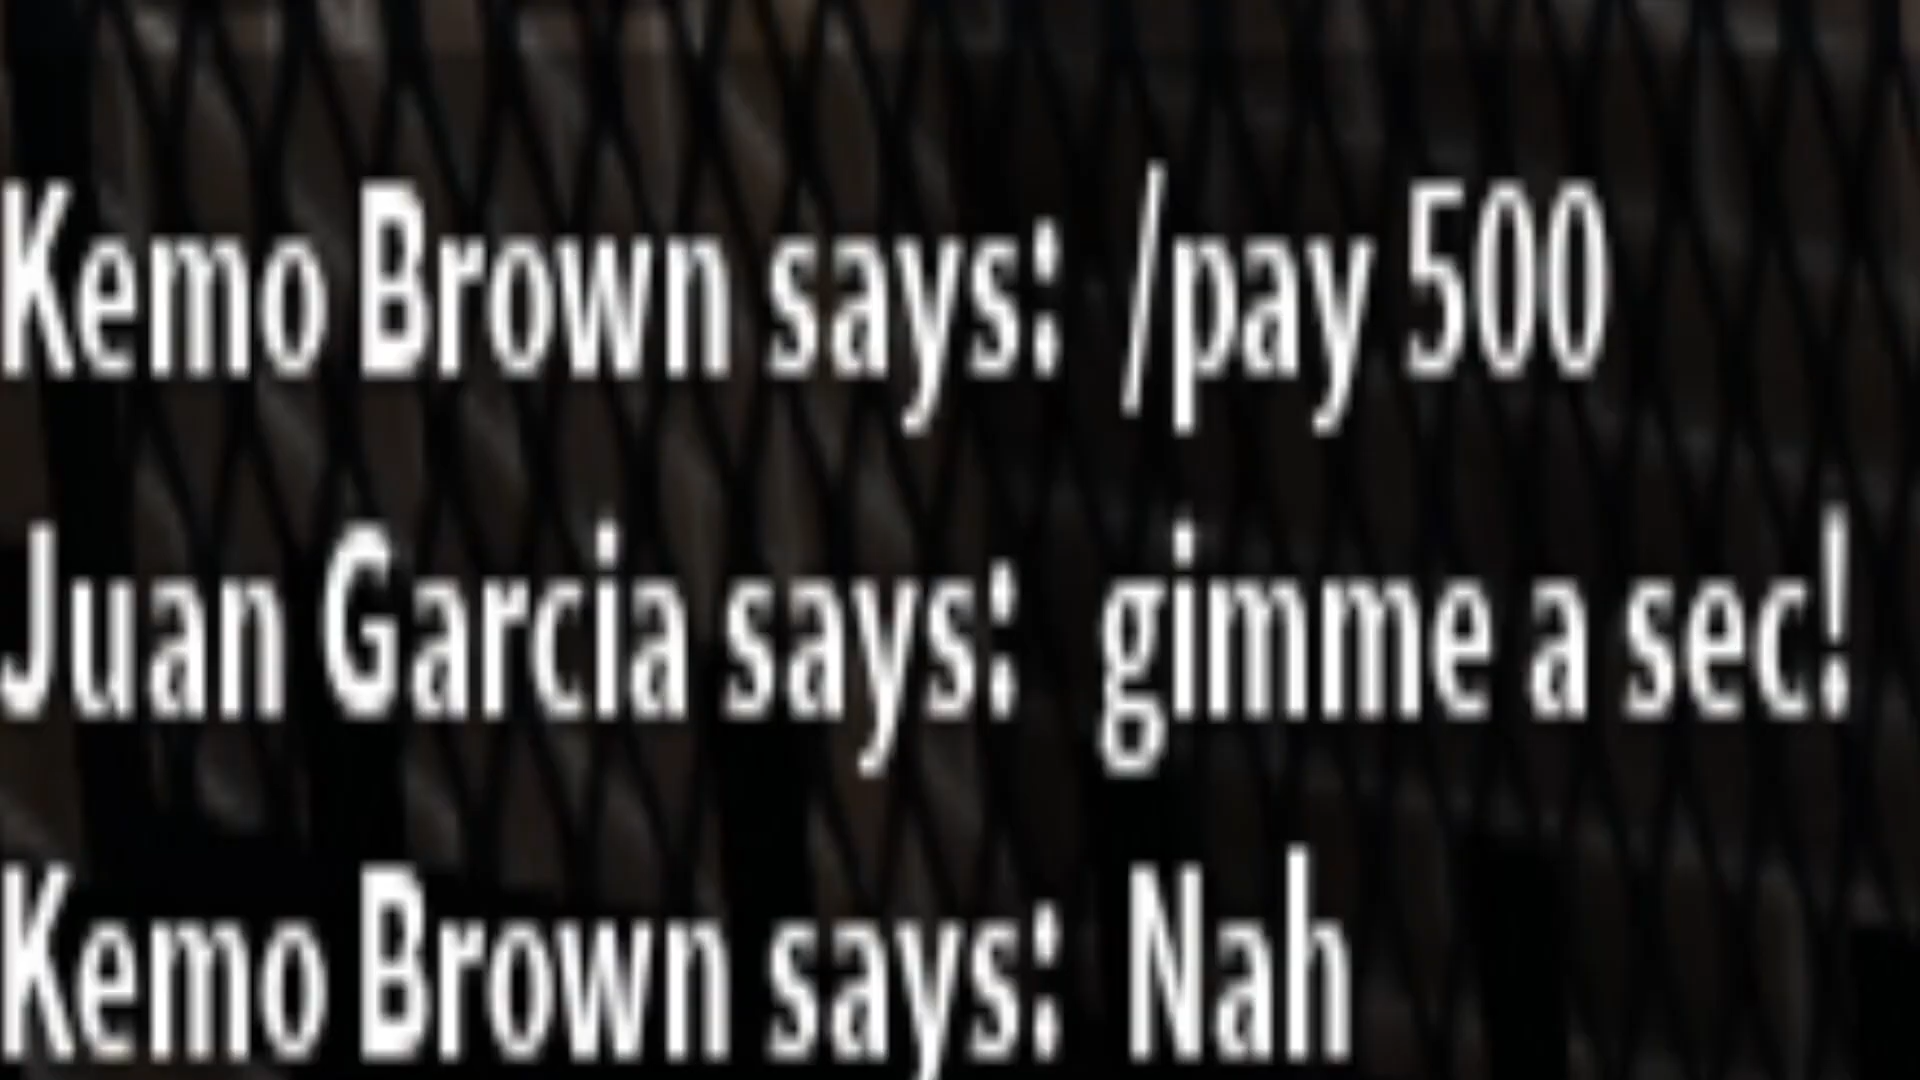 Kemo Brown says: /pay 500
Juan Garcia says: gimme a sec!
Kemo Brown says: Nah